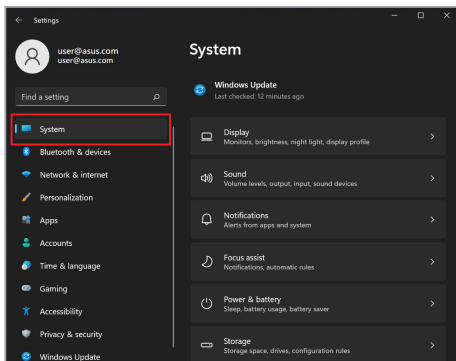 Settings
user@asus.com
user@asus.com
Find a setting
System
Bluetooth & devices
Network & internet
Personalization
Apps
Accounts
Time & language
Gaming
Accessibility
Privacy & security
Windows Update
System
Windows Update
Last checked: 12 minutes ago
Display
Monitors, brightness, night light, display profile
Sound
Volume levels, output, input, sound devices
Notifications
Alerts from apps and system
Focus assist
Notifications, automatic rules
Power & battery
Sleep, battery usage, battery saver
Storage
Storage space, drives, configuration rules